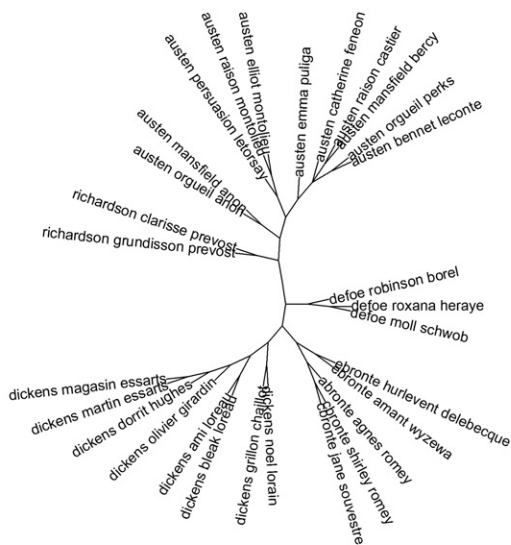 austen elliot montolieu
austen raison montolieu
austen persuasion letorsay
austen emma puliga
austen catherine feneon
austen raison castier
austen mansfield bercy
austen orgueil perks
austen bennet leconte
austen mansfield anon
austen orgueil anon
richardson clarisse prevost
richardson grundisson prevost
defoe robinson borel
defoe roxana heraye
defoe moll schwob
ebronte hurlevent delebecque
ebronte amant wyzewa
abronte agnes romey
cbronte shirley romey
cbronte jane souvestre
dickens noel lorain
dickens grillon chaillot
dickens bleak loreau
dickens ami loreau
dickens olivier girardin
dickens dorrit hughes
dickens martin essarts
dickens magasin essarts